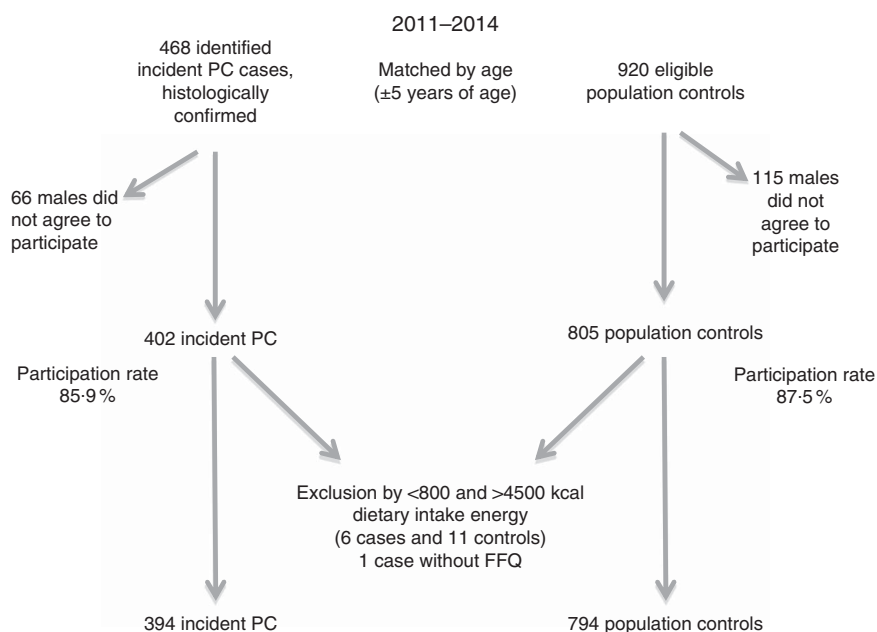 2011–2014
468 identified
incident PC cases,
histologically
confirmed
Matched by age
(±5 years of age)
920 eligible
population controls
66 males did
not agree to
participate
115 males
did not
agree to
participate
402 incident PC
805 population controls
Participation rate
85·9 %
Participation rate
87·5 %
Exclusion by <800 and >4500 kcal
dietary intake energy
(6 cases and 11 controls)
1 case without FFQ
394 incident PC
794 population controls